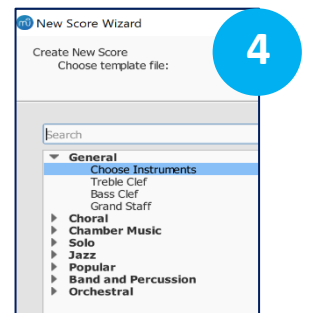 New Score Wizard
4
Create New Score
Choose template file:
Search
General
Choose Instruments
Treble Clef
Bass Clef
Grand Staff
Choral
Chamber Music
Solo
Jazz
Popular
Band and Percussion
Orchestral